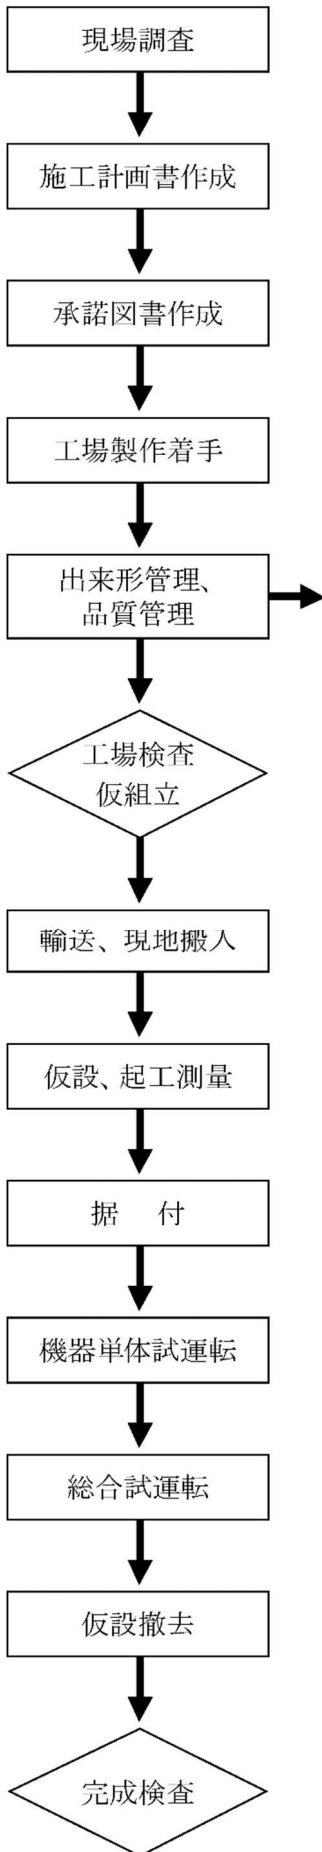 現場調査
施工計画書作成
承諾図書作成
工場製作着手
出来形管理、
品質管理
工場検査
仮組立
輸送、現地搬入
仮設、起工測量
据　付
機器単体試運転
総合試運転
仮設撤去
完成検査